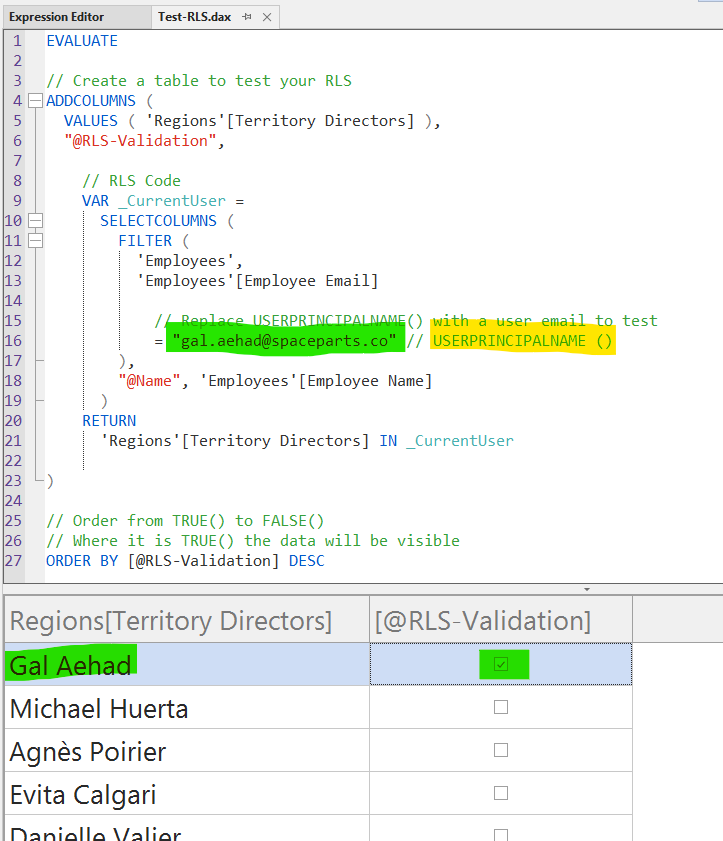 Expression Editor Test-RLS.dax
1 EVALUATE
2
3 // Create a table to test your RLS
4 ADDCOLUMNS (
5 VALUES ( 'Regions'[Territory Directors] ),
6 "@RLS-Validation",
7
8 // RLS Code
9 VAR _CurrentUser =
10 SELECTCOLUMNS (
11 FILTER (
12 'Employees',
13 'Employees'[Employee Email]
14
15 // Replace USERPRINCIPALNAME() with a user email to test
16 = "gal.aehad@spaceparts.co" // USERPRINCIPALNAME ()
17 ),
18 "@Name", 'Employees'[Employee Name]
19 )
20 RETURN
21 'Regions'[Territory Directors] IN _CurrentUser
22
23 )
24
25 // Order from TRUE() to FALSE()
26 // Where it is TRUE() the data will be visible
27 ORDER BY [@RLS-Validation] DESC
Regions[Territory Directors] [@RLS-Validation]
Gal Aehad
Michael Huerta
Agnès Poirier
Evita Calgari
Danielle Valier